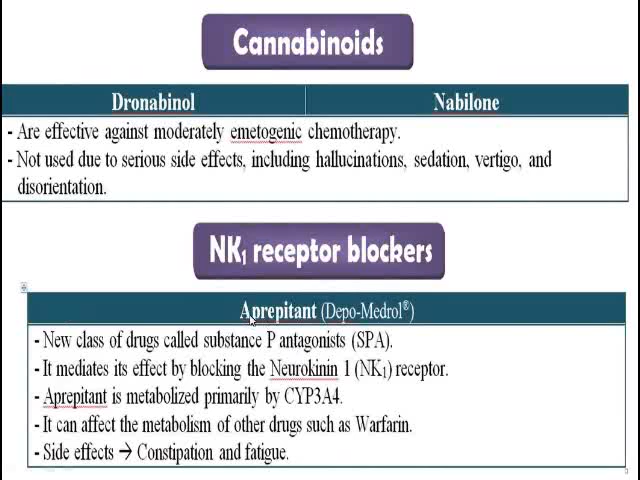 Cannabinoids
Dronabinol Nabilone
- Are effective against moderately emetogenic chemotherapy.
- Not used due to serious side effects, including hallucinations, sedation, vertigo, and
disorientation.
NK₁ receptor blockers
Aprepitant (Depo-Medrol®)
- New class of drugs called substance P antagonists (SPA).
- It mediates its effect by blocking the Neurokinin 1 (NK₁) receptor.
- Aprepitant is metabolized primarily by CYP3A4.
- It can affect the metabolism of other drugs such as Warfarin.
- Side effects → Constipation and fatigue.